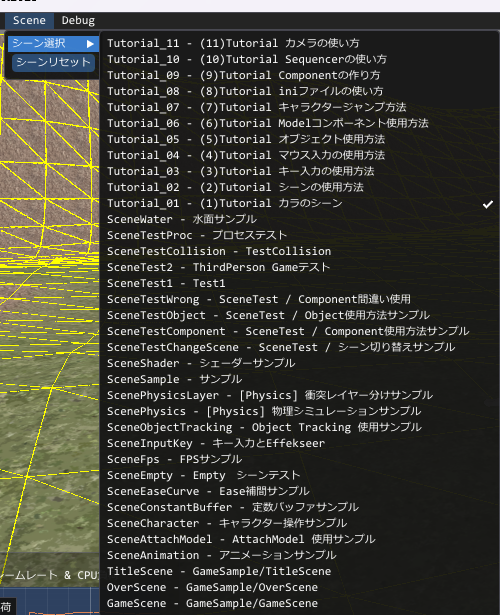 Scene Debug
シーン選択
シーンリセット
Tutorial_11 - (11)Tutorial カメラの使い方
Tutorial_10 - (10)Tutorial Sequencerの使い方
Tutorial_09 - (9)Tutorial Componentの作り方
Tutorial_08 - (8)Tutorial iniファイルの使い方
Tutorial_07 - (7)Tutorial キャラクタージャンプ方法
Tutorial_06 - (6)Tutorial Modelコンポーネント使用方法
Tutorial_05 - (5)Tutorial オブジェクト使用方法
Tutorial_04 - (4)Tutorial マウス入力の使用方法
Tutorial_03 - (3)Tutorial キー入力の使用方法
Tutorial_02 - (2)Tutorial シーンの使用方法
Tutorial_01 - (1)Tutorial カラのシーン
SceneWater - 水面サンプル
SceneTestProc - プロセステスト
SceneTestCollision - TestCollision
SceneTest2 - ThirdPerson Gameテスト
SceneTest1 - Test1
SceneTestWrong - SceneTest / Component間違い使用
SceneTestObject - SceneTest / Object使用方法サンプル
SceneTestComponent - SceneTest / Component使用方法サンプル
SceneTestChangeScene - SceneTest / シーン切り替えサンプル
SceneShader - シェーダーサンプル
SceneSample - サンプル
ScenePhysicsLayer - [Physics] 衝突レイヤー分けサンプル
ScenePhysics - [Physics] 物理シミュレーションサンプル
SceneObjectTracking - Object Tracking 使用サンプル
SceneInputKey - キー入力とEffekseer
SceneFps - FPSサンプル
SceneEmpty - Empty シーンテスト
SceneEaseCurve - Ease補間サンプル
SceneConstantBuffer - 定数バッファサンプル
SceneCharacter - キャラクター操作サンプル
SceneAttachModel - AttachModel 使用サンプル
SceneAnimation - アニメーションサンプル
TitleScene - GameSample/TitleScene
OverScene - GameSample/OverScene
GameScene - GameSample/GameScene
ームレート & CPU
荷